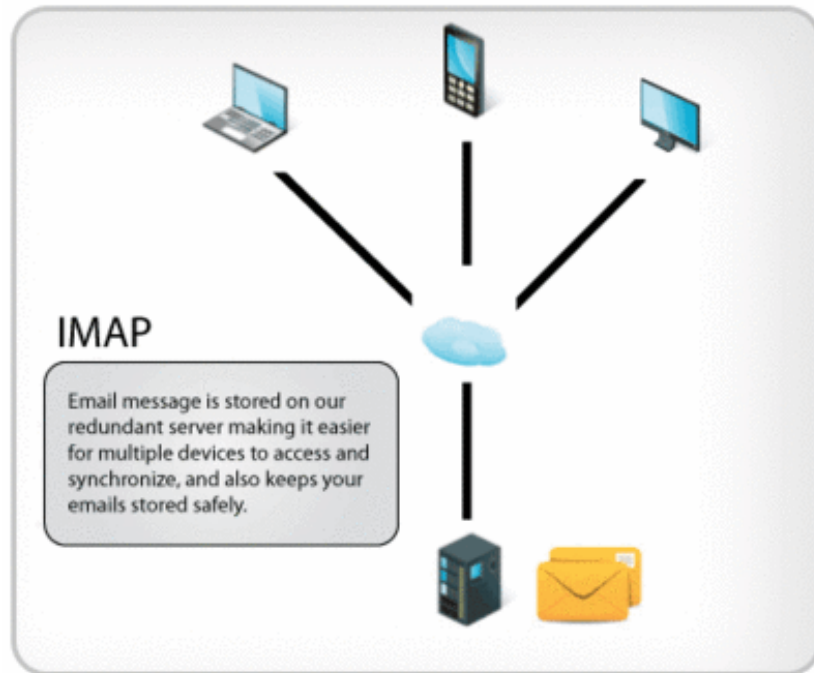 IMAP
Email message is stored on our
redundant server making it easier
for multiple devices to access and
synchronize, and also keeps your
emails stored safely.